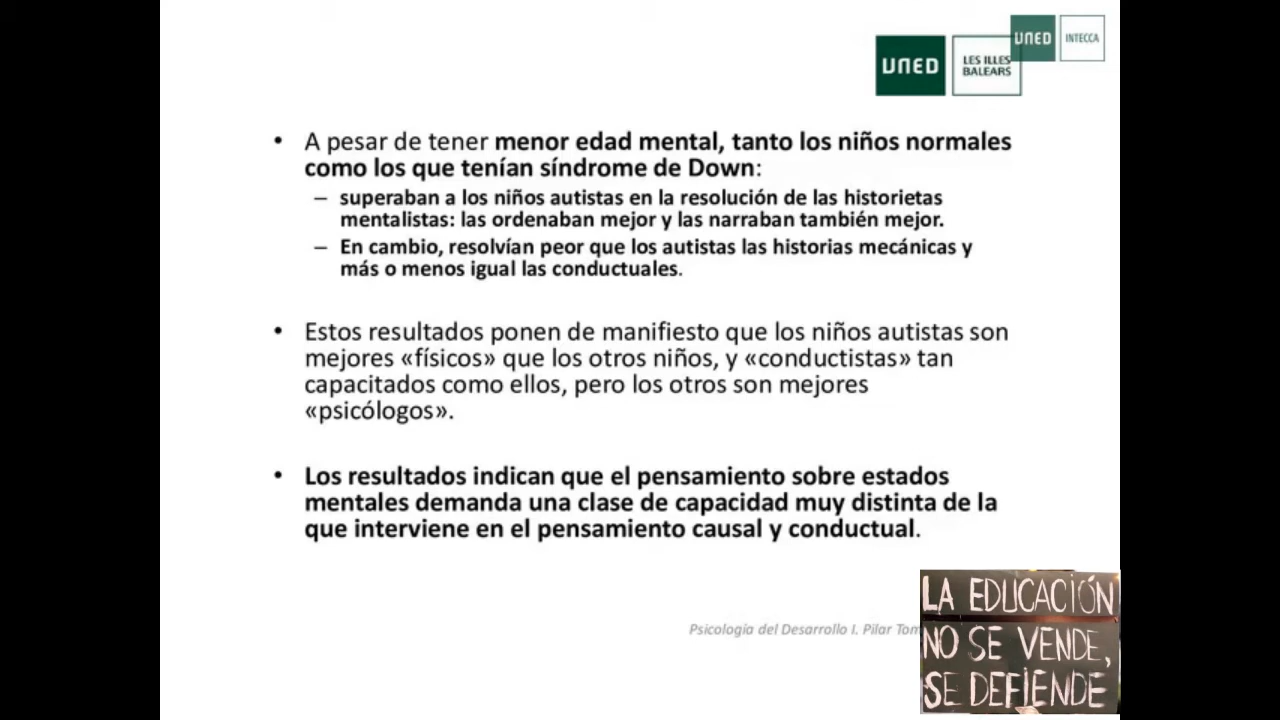 UNED
INTECCA
UNED
LES ILLES
BALEARS
• A pesar de tener menor edad mental, tanto los niños normales
como los que tenían síndrome de Down:
– superaban a los niños autistas en la resolución de las historietas
mentalistas: las ordenaban mejor y las narraban también mejor.
– En cambio, resolvían peor que los autistas las historias mecánicas y
más o menos igual las conductuales.
• Estos resultados ponen de manifiesto que los niños autistas son
mejores «físicos» que los otros niños, y «conductistas» tan
capacitados como ellos, pero los otros son mejores
«psicólogos».
• Los resultados indican que el pensamiento sobre estados
mentales demanda una clase de capacidad muy distinta de la
que interviene en el pensamiento causal y conductual.
Psicología del Desarrollo I. Pilar Tom
LA EDUCACIÓN
NO SE VENDE,
SE DEFIENDE